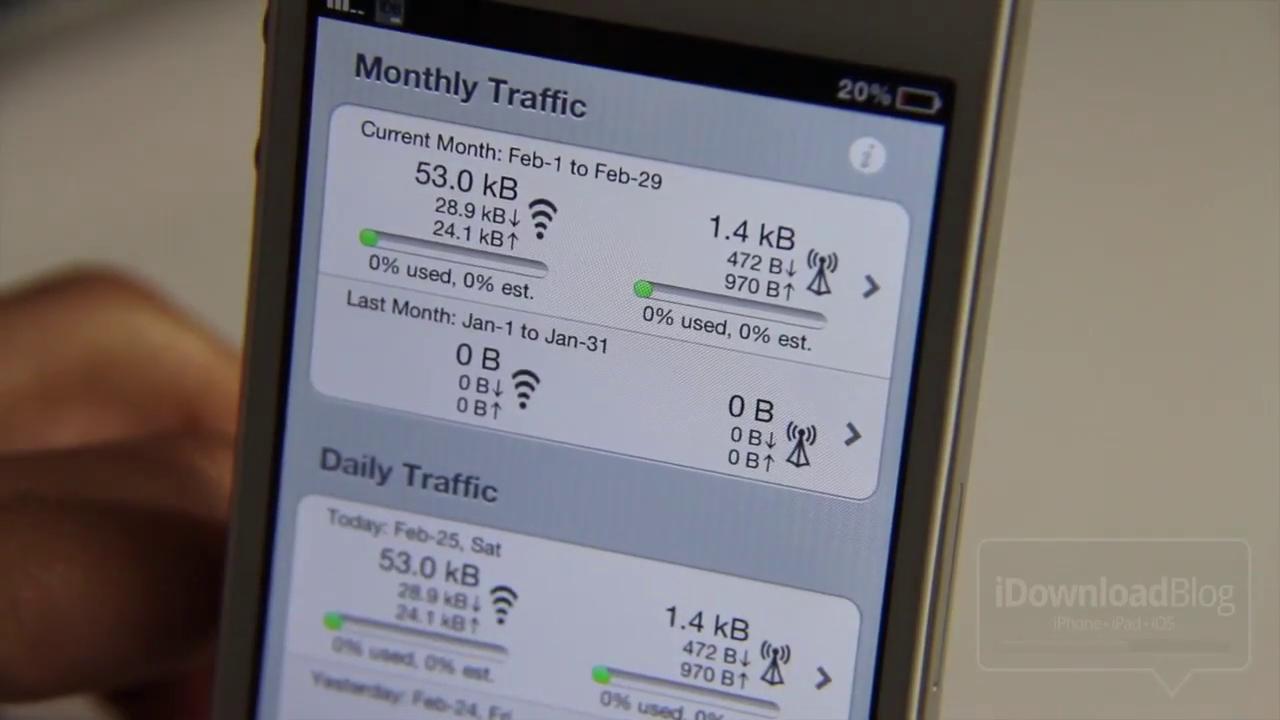 20%
Monthly Traffic
Current Month: Feb-1 to Feb-29
53.0 kB
28.9 kB↓
24.1 kB↑
0% used, 0% est.
1.4 kB
472 B↓
970 B↑
0% used, 0% est.
Last Month: Jan-1 to Jan-31
0 B
0 B↓
0 B↑
0 B
0 B↓
0 B↑
Daily Traffic
Today: Feb-25, Sat
53.0 kB
28.9 kB↓
24.1 kB↑
0% used, 0% est.
1.4 kB
472 B↓
970 B↑
0% used, 0%
Yesterday: Feb-24, Fri
iDownloadBlog
iPhone • iPad • iOS